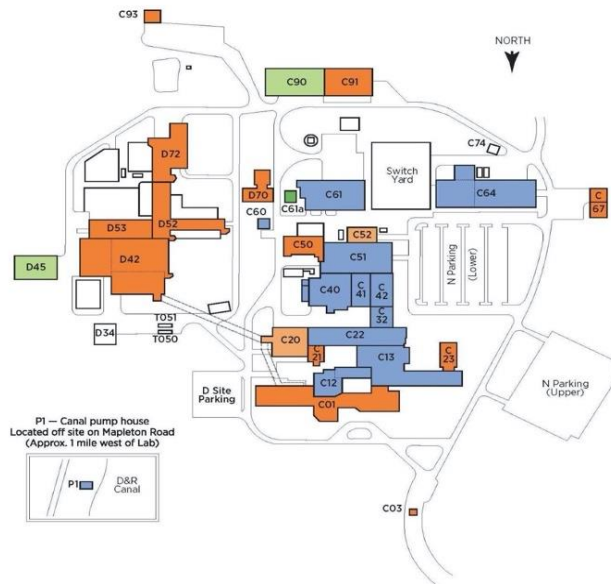 C93
NORTH
C90
C91
C74
D72
Switch
Yard
D70
C61a
C61
C64
C
67
C60
D53
D52
C52
C50
C51
D45
D42
C40
C
41
C
42
C
32
N Parking
(Lower)
TO51
TO50
D34
C20
C
21
C22
C13
C
23
C12
C01
D Site
Parking
N Parking
(Upper)
P1 — Canal pump house
Located off site on Mapleton Road
(Approx. 1 mile west of Lab)
P1
D&R
Canal
C03